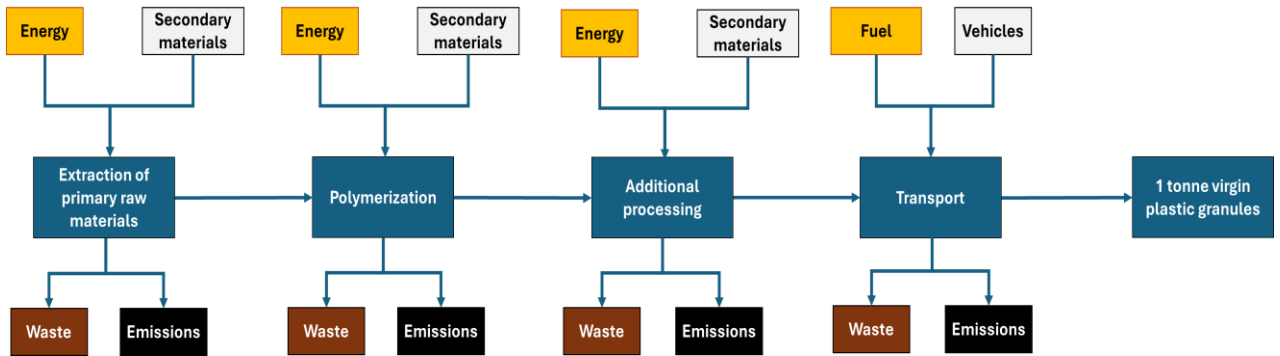 Energy
Secondary
materials
Energy
Secondary
materials
Energy
Secondary
materials
Fuel
Vehicles
Extraction of
primary raw
materials
Polymerization
Additional
processing
Transport
1 tonne virgin
plastic granules
Waste
Emissions
Waste
Emissions
Waste
Emissions
Waste
Emissions